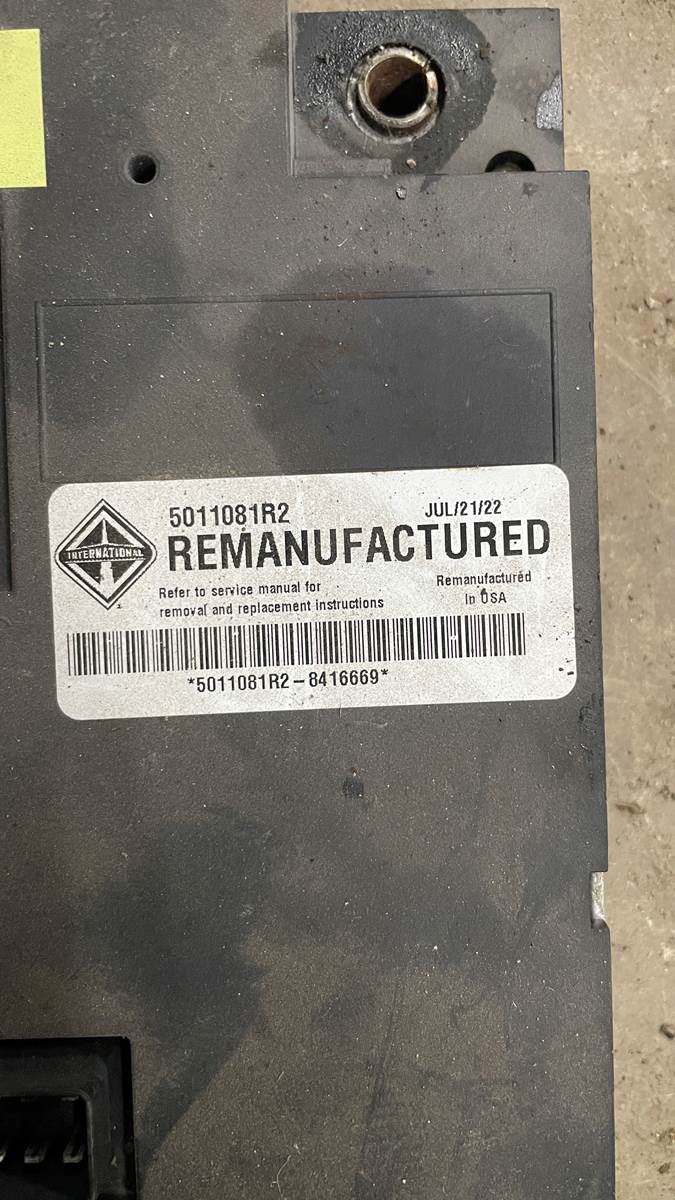 5011081R2 JUL/21/22
INTERNATIONAL
REMANUFACTURED
Refer to service manual for
removal and replacement instructions
Remanufactured
In USA
*5011081R2-8416669*